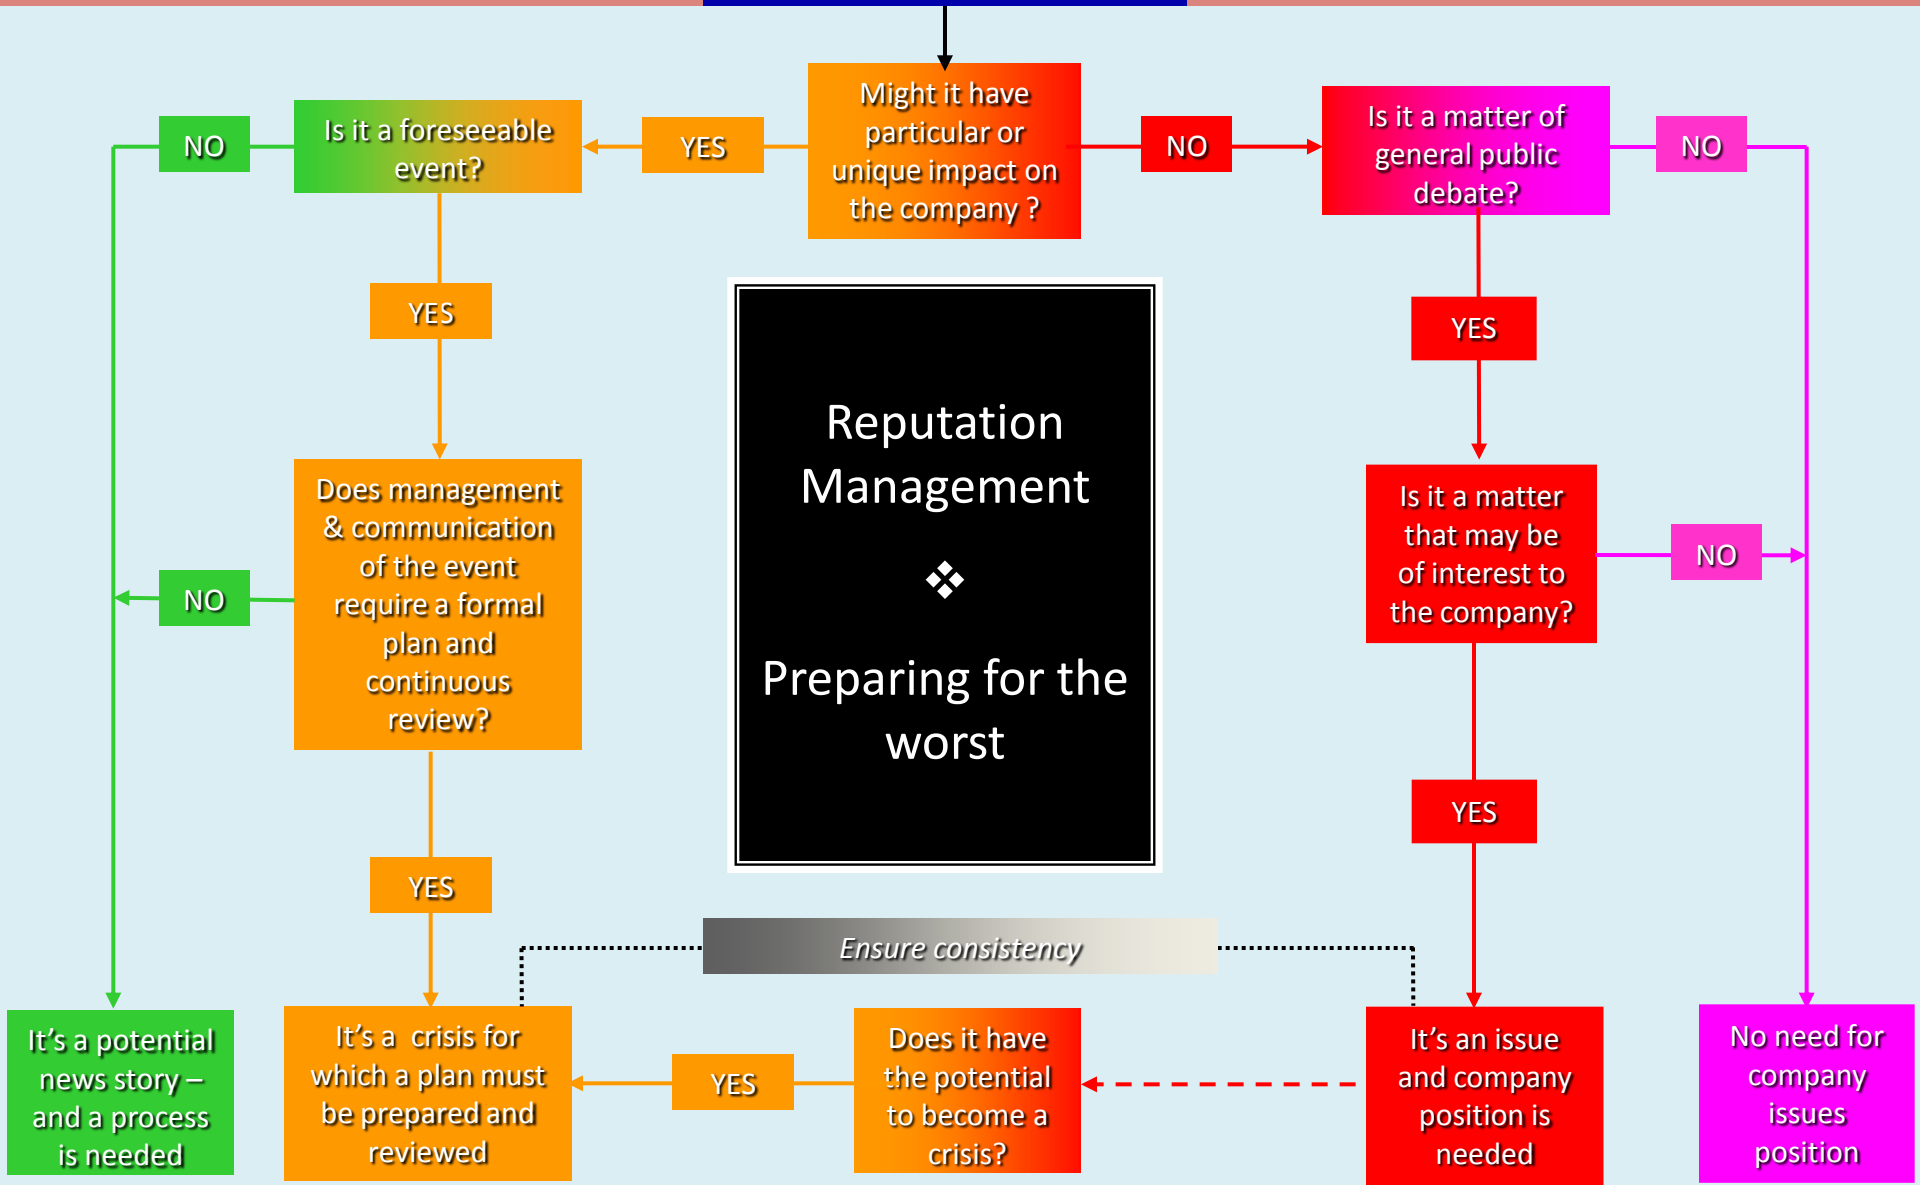 Might it have
particular or
unique impact on
the company ?
YES
NO
Is it a foreseeable
event?
NO
YES
Does management
& communication
of the event
require a formal
plan and
continuous
review?
NO
YES
Is it a matter of
general public
debate?
NO
YES
Is it a matter
that may be
of interest to
the company?
NO
YES
Reputation
Management
❖
Preparing for the
worst
Ensure consistency
It’s a potential
news story –
and a process
is needed
It’s a crisis for
which a plan must
be prepared and
reviewed
YES
Does it have
the potential
to become a
crisis?
It’s an issue
and company
position is
needed
No need for
company
issues
position